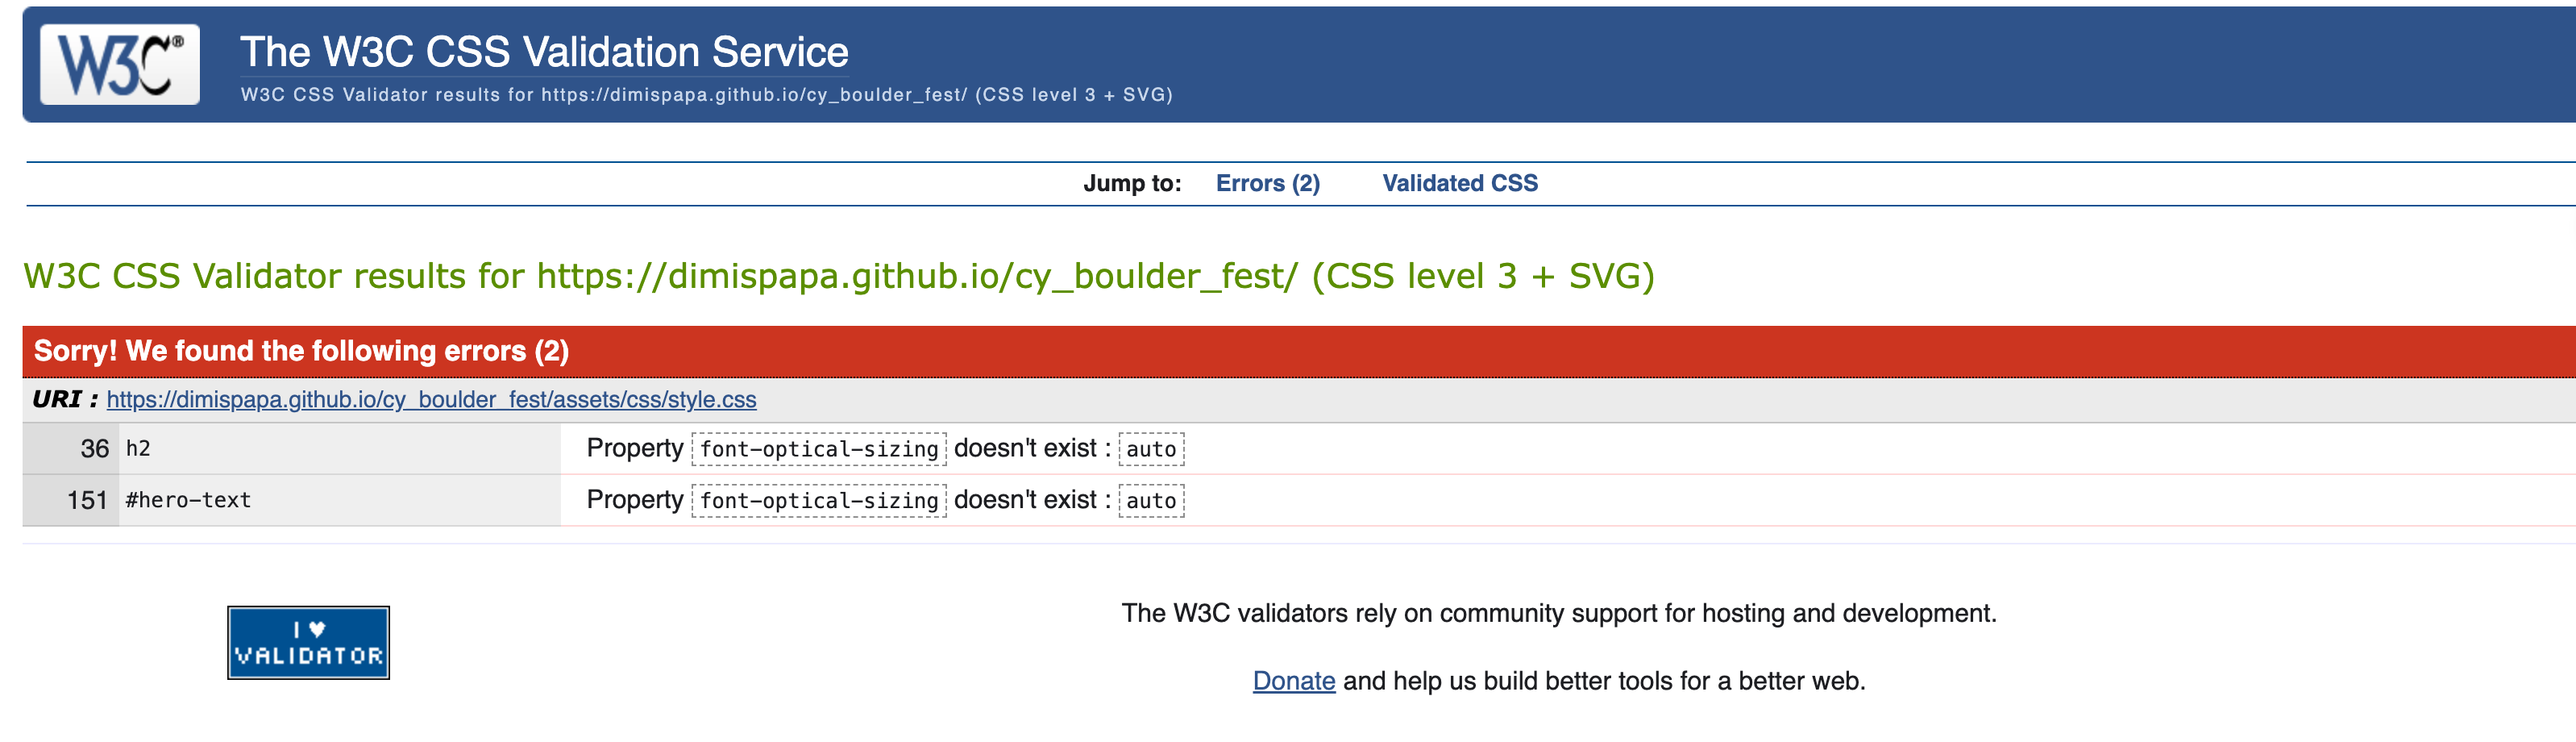 W3C® The W3C CSS Validation Service
W3C CSS Validator results for https://dimispapa.github.io/cy_boulder_fest/ (CSS level 3 + SVG)
Jump to: Errors (2) Validated CSS
W3C CSS Validator results for https://dimispapa.github.io/cy_boulder_fest/ (CSS level 3 + SVG)
Sorry! We found the following errors (2)
URI : https://dimispapa.github.io/cy_boulder_fest/assets/css/style.css
36 h2 Property font-optical-sizing doesn't exist : auto
151 #hero-text Property font-optical-sizing doesn't exist : auto
The W3C validators rely on community support for hosting and development.
I ♥
VALIDATOR
Donate and help us build better tools for a better web.